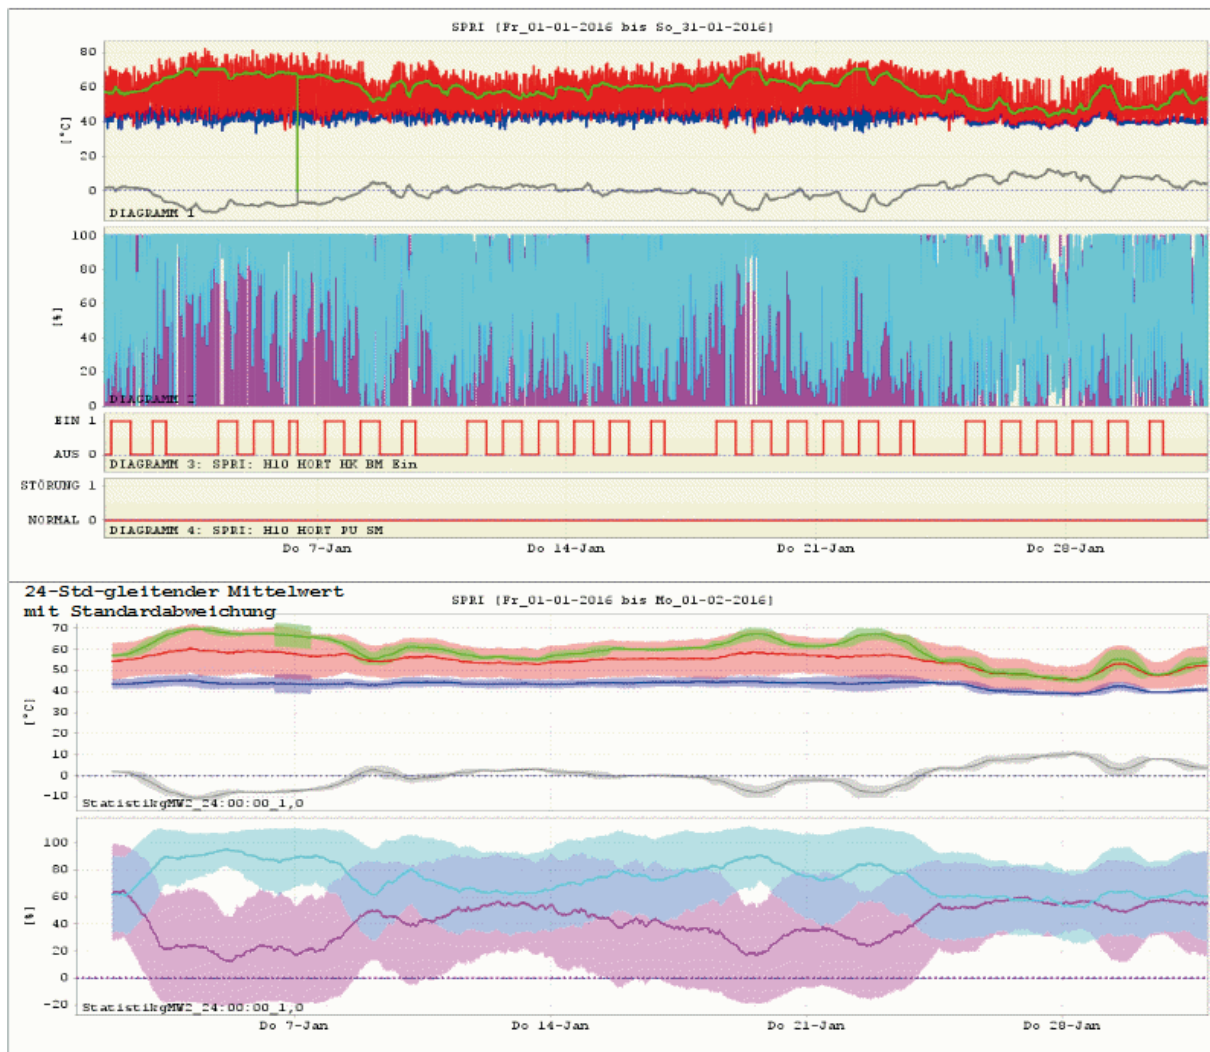 SPRI [Fr_01-01-2016 bis So_31-01-2016]
80
60
40
20
0
[°C]
DIAGRAMM 1
100
80
60
40
20
0
[%]
DIAGRAMM 2
EIN 1
AUS 0
DIAGRAMM 3: SPRI: H10 HORT HK BM Ein
STÖRUNG 1
NORMAL 0
DIAGRAMM 4: SPRI: H10 HORT PU SM
Do 7-Jan Do 14-Jan Do 21-Jan Do 28-Jan
24-Std-gleitender Mittelwert
mit Standardabweichung
SPRI [Fr_01-01-2016 bis Mo_01-02-2016]
70
60
50
40
30
20
10
0
-10
[°C]
StatistikgMW2_24:00:00_1,0
100
80
60
40
20
0
-20
[%]
StatistikgMW2_24:00:00_1,0
Do 7-Jan Do 14-Jan Do 21-Jan Do 28-Jan